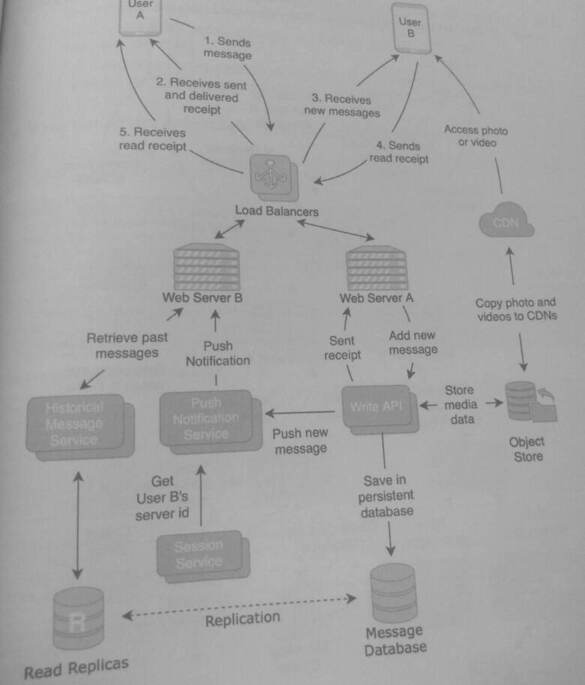 User
A
User
B
1. Sends
message
2. Receives sent
and delivered
receipt
3. Receives
new messages
5. Receives
read receipt
4. Sends
read receipt
Access photo
or video
Load Balancers
CDN
Web Server B
Web Server A
Copy photo and
videos to CDNs
Retrieve past
messages
Push
Notification
Sent
receipt
Add new
message
Historical
Message
Service
Push
Notification
Service
Write API
Store
media
data
Push new
message
Object
Store
Get
User B's
server id
Save in
persistent
database
Session
Service
R
Replication
Read Replicas
Message
Database